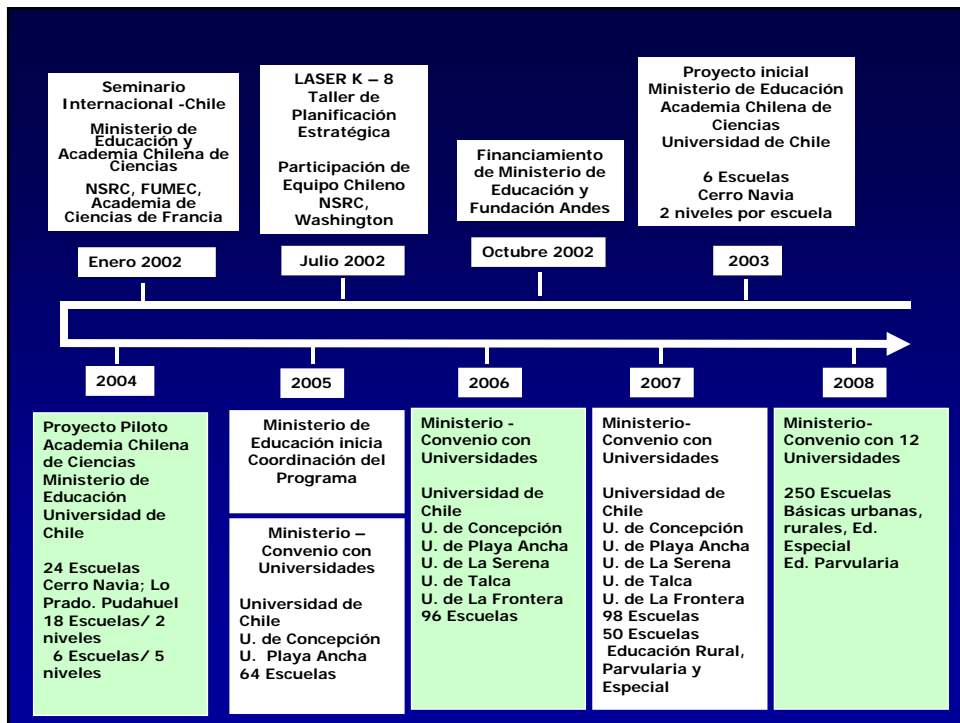 Seminario
Internacional -Chile
Ministerio de
Educación y
Academia Chilena de
Ciencias
NSRC, FUMEC,
Academia de
Ciencias de Francia
Enero 2002
LASER K – 8
Taller de
Planificación
Estratégica
Participación de
Equipo Chileno
NSRC,
Washington
Julio 2002
Financiamiento
de Ministerio de
Educación y
Fundación Andes
Octubre 2002
Proyecto inicial
Ministerio de Educación
Academia Chilena de
Ciencias
Universidad de Chile
6 Escuelas
Cerro Navia
2 niveles por escuela
2003
2004
Proyecto Piloto
Academia Chilena
de Ciencias
Ministerio de
Educación
Universidad de
Chile
24 Escuelas
Cerro Navia; Lo
Prado. Pudahuel
18 Escuelas/ 2
niveles
6 Escuelas/ 5
niveles
2005
Ministerio de
Educación inicia
Coordinación del
Programa
Ministerio –
Convenio con
Universidades
Universidad de
Chile
U. de Concepción
U. Playa Ancha
64 Escuelas
2006
Ministerio -
Convenio con
Universidades
Universidad de
Chile
U. de Concepción
U. de Playa Ancha
U. de La Serena
U. de Talca
U. de La Frontera
96 Escuelas
2007
Ministerio-
Convenio con
Universidades
Universidad de
Chile
U. de Concepción
U. de Playa Ancha
U. de La Serena
U. de Talca
U. de La Frontera
98 Escuelas
50 Escuelas
Educación Rural,
Parvularia y
Especial
2008
Ministerio-
Convenio con 12
Universidades
250 Escuelas
Básicas urbanas,
rurales, Ed.
Especial
Ed. Parvularia